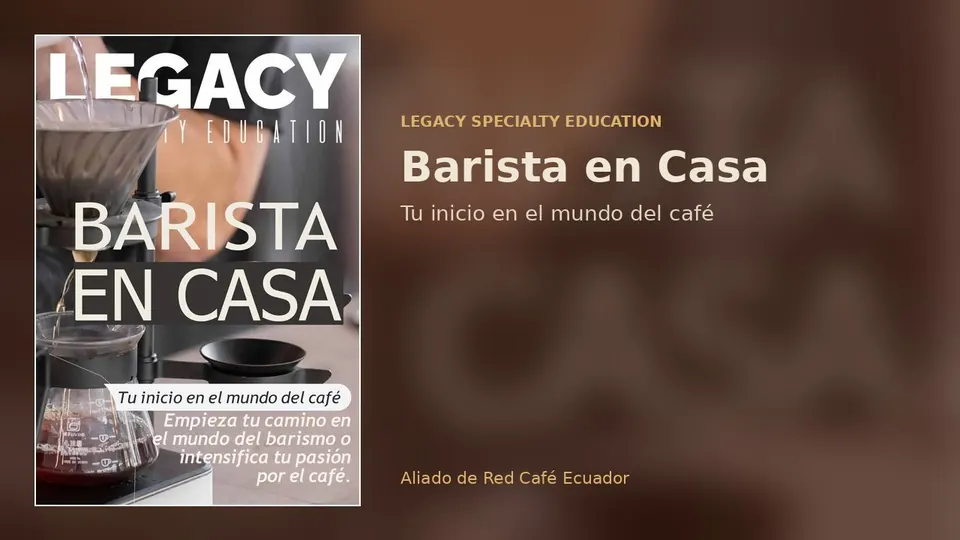 LEGACY
TY EDUCATION
BARISTA
EN CASA
Tu inicio en el mundo del café
Empieza tu camino en
el mundo del barismo o
intensifica tu pasión
por el café.
LEGACY SPECIALTY EDUCATION
Barista en Casa
Tu inicio en el mundo del café
Aliado de Red Café Ecuador